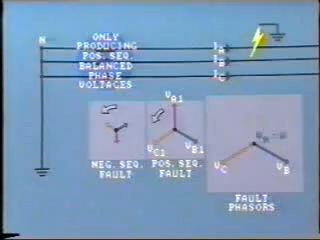 N
ONLY
PRODUCING
POS. SEQ.
BALANCED
PHASE
VOLTAGES
IA
IB
IC
VA1
VC1
VB1
NEG. SEQ.
FAULT
POS. SEQ.
FAULT
VC
VB
FAULT
PHASORS